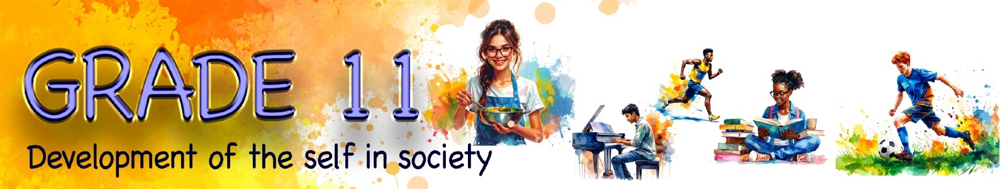 GRADE 11
Development of the self in society